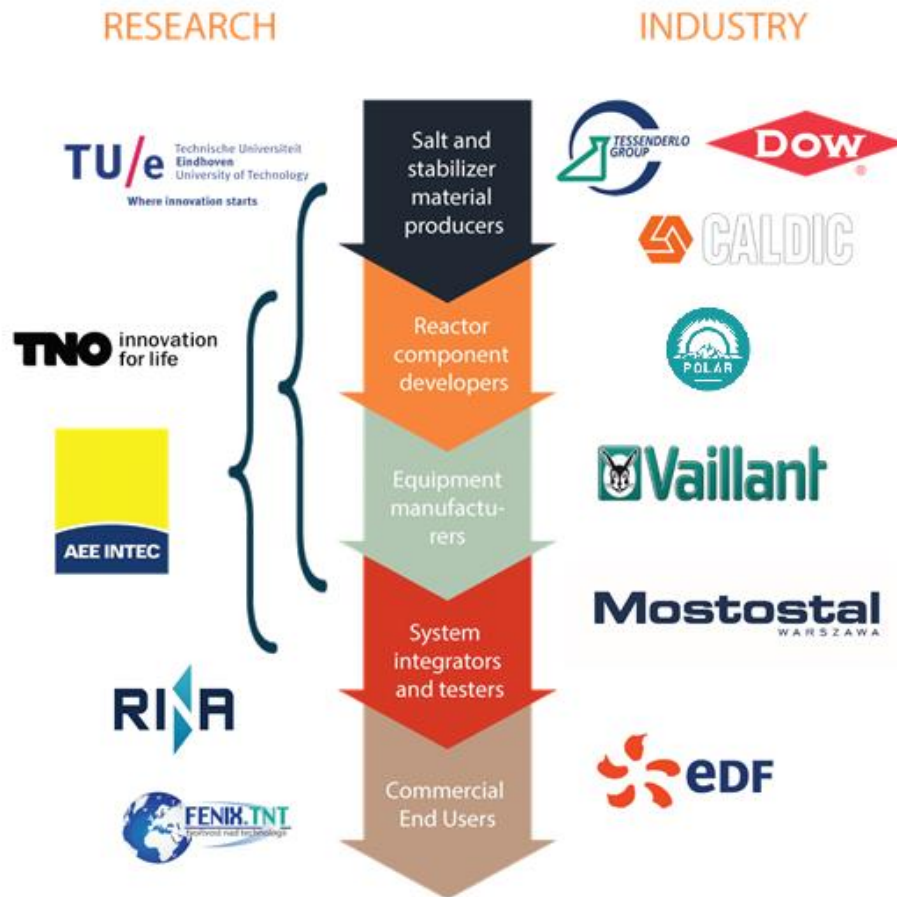 RESEARCH
INDUSTRY
TU/e
Technische Universiteit
Eindhoven
University of Technology
Where innovation starts
Salt and
stabilizer
material
producers
TESSENDERLO
GROUP
DOW
CALDIC
TNO innovation
for life
Reactor
component
developers
POLAR
AEE INTEC
Equipment
manufactu-
rers
Vaillant
Mostostal
WARSZAWA
System
integrators
and testers
RINA
FENIX.TNT
Commercial
End Users
eDF